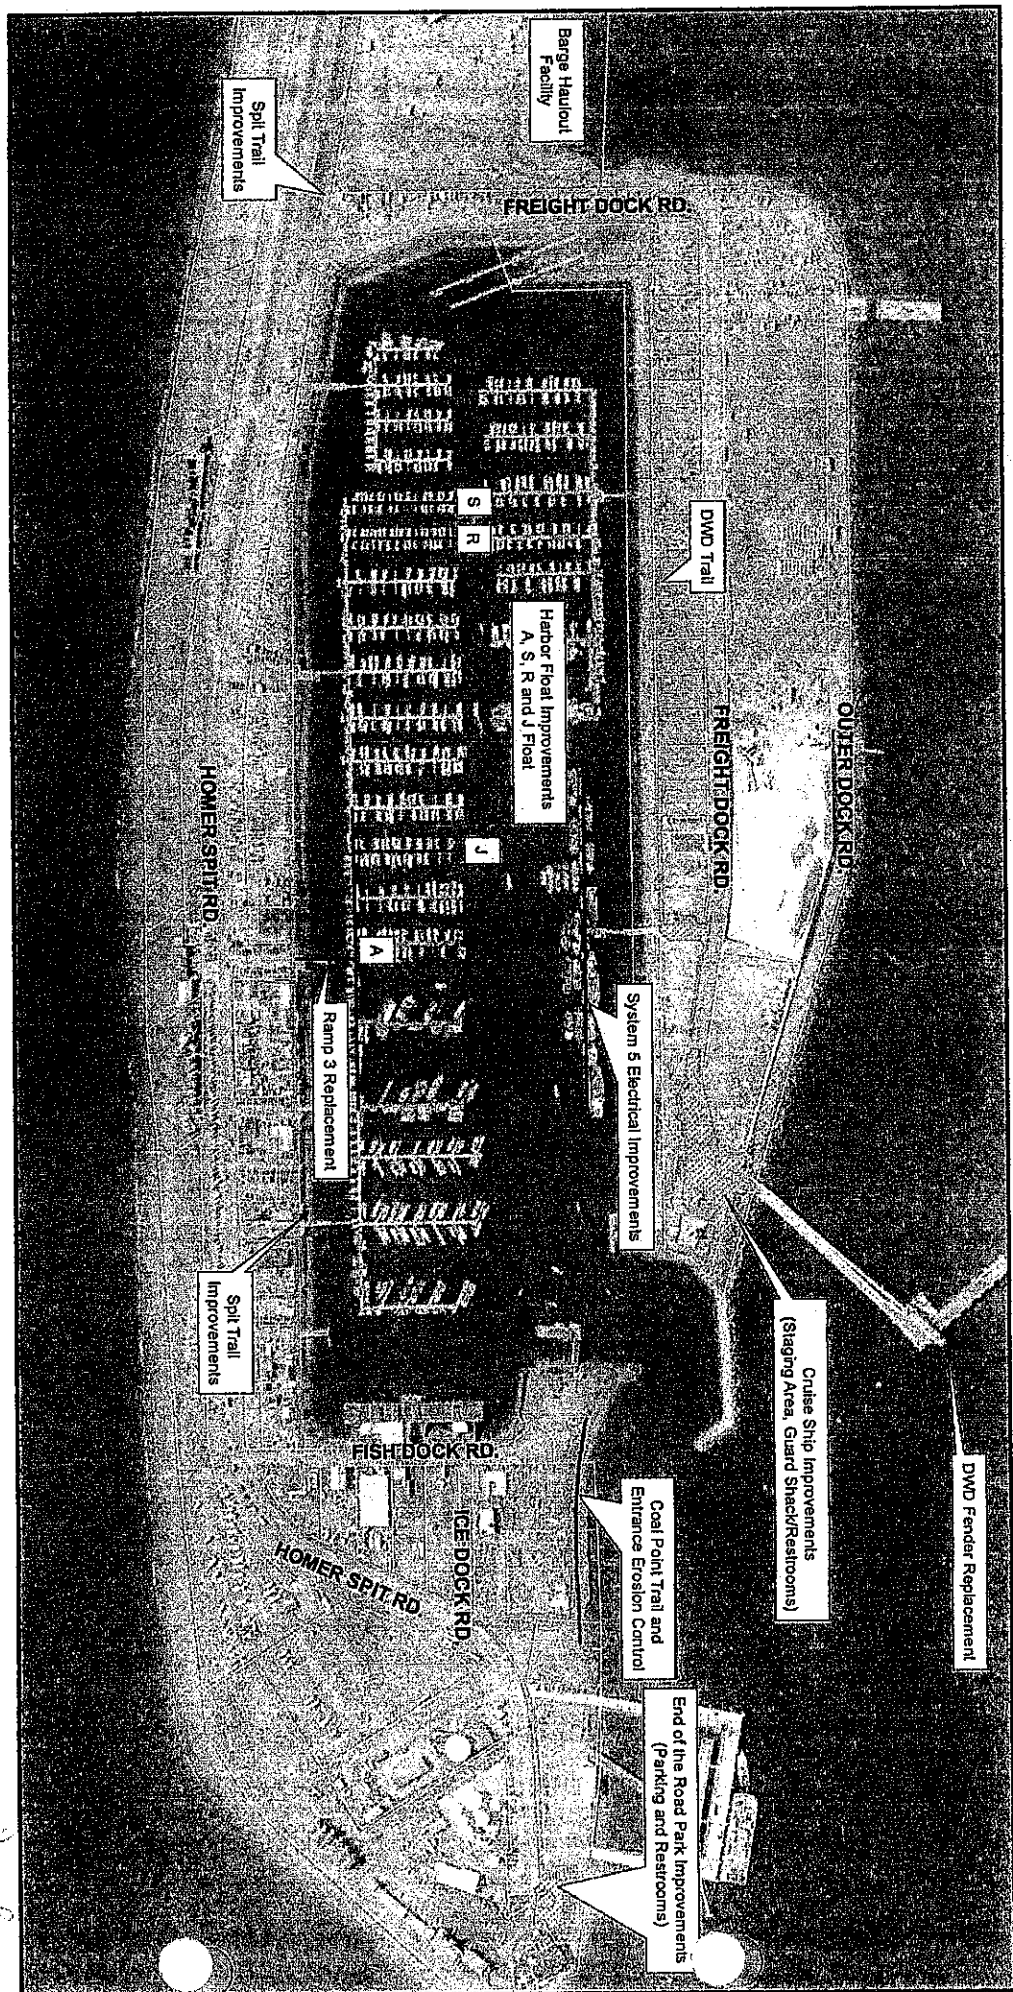 Barge Haulout
Facility
Spit Trail
Improvements
FREIGHT DOCK RD.
DWD Trail
S
R
Harbor Float Improvements
A, S, R and J Float
OUTER DOCK RD.
FREIGHT DOCK RD
HOMER SPIT RD.
J
A
Ramp 3 Replacement
System 5 Electrical Improvements
Spit Trail
Improvements
Cruise Ship Improvements
(Staging Area, Guard Shack/Restrooms)
DWD Fender Replacement
FISH DOCK RD.
ICE DOCK RD.
HOMER SPIT RD.
Coal Point Trail and
Entrance Erosion Control
End of the Road Park Improvements
(Parking and Restrooms)